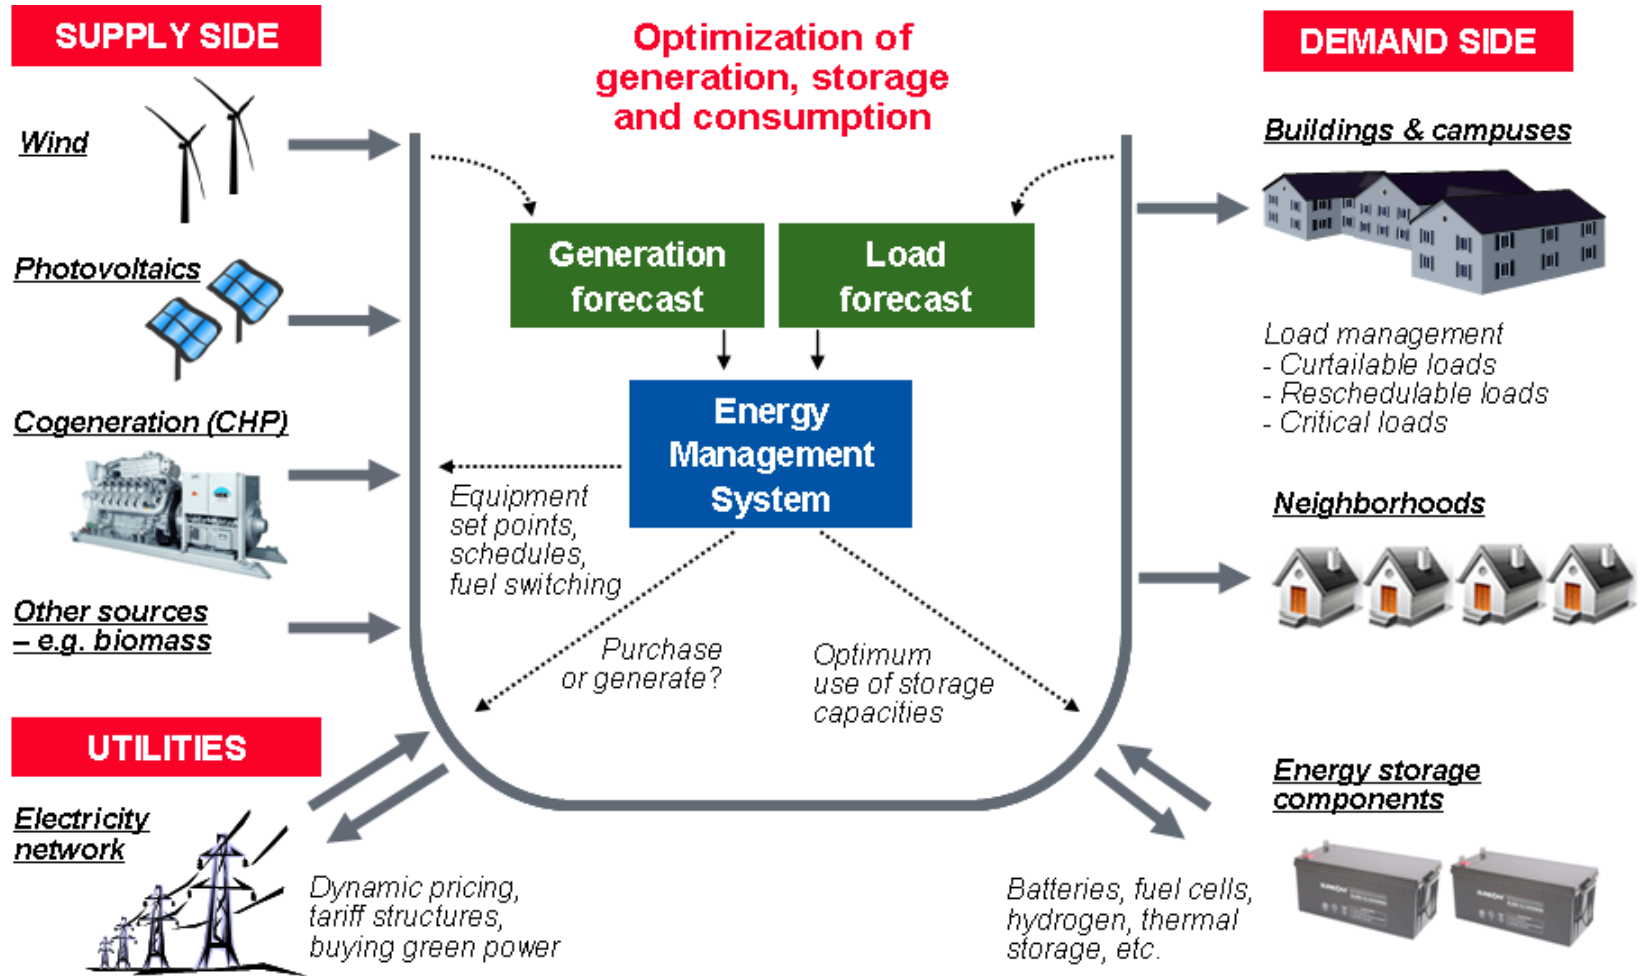 SUPPLY SIDE
Wind
Photovoltaics
Cogeneration (CHP)
Other sources
– e.g. biomass
UTILITIES
Electricity
network
Dynamic pricing,
tariff structures,
buying green power
Optimization of
generation, storage
and consumption
Generation
forecast
Load
forecast
Energy
Management
System
Equipment
set points,
schedules,
fuel switching
Purchase
or generate?
Optimum
use of storage
capacities
DEMAND SIDE
Buildings & campuses
Load management
- Curtailable loads
- Reschedulable loads
- Critical loads
Neighborhoods
Energy storage
components
Batteries, fuel cells,
hydrogen, thermal
storage, etc.